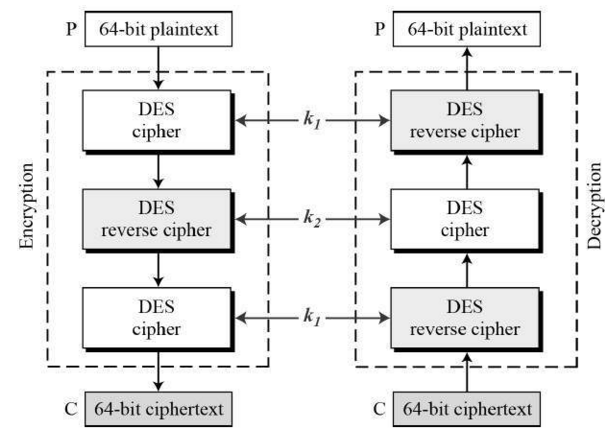 P 64-bit plaintext
P 64-bit plaintext
Encryption
DES
cipher
k1
DES
reverse cipher
DES
reverse cipher
k2
DES
cipher
DES
cipher
k1
DES
reverse cipher
Decryption
C 64-bit ciphertext
C 64-bit ciphertext